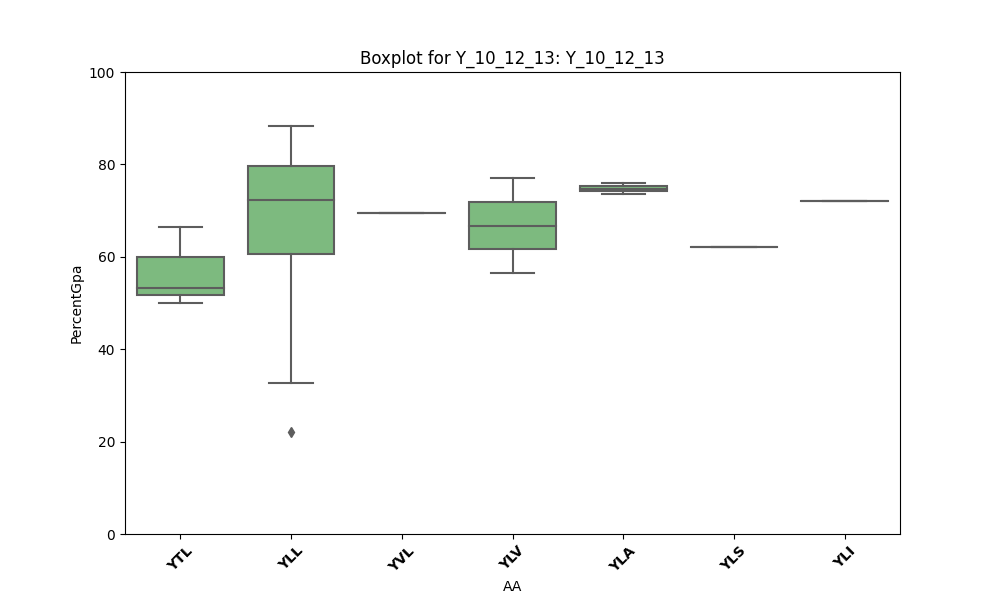 Boxplot for Y_10_12_13: Y_10_12_13
100
80
60
40
20
0
PercentGpa
YTL
YLL
YVL
YLV
YLA
YLS
YLI
AA